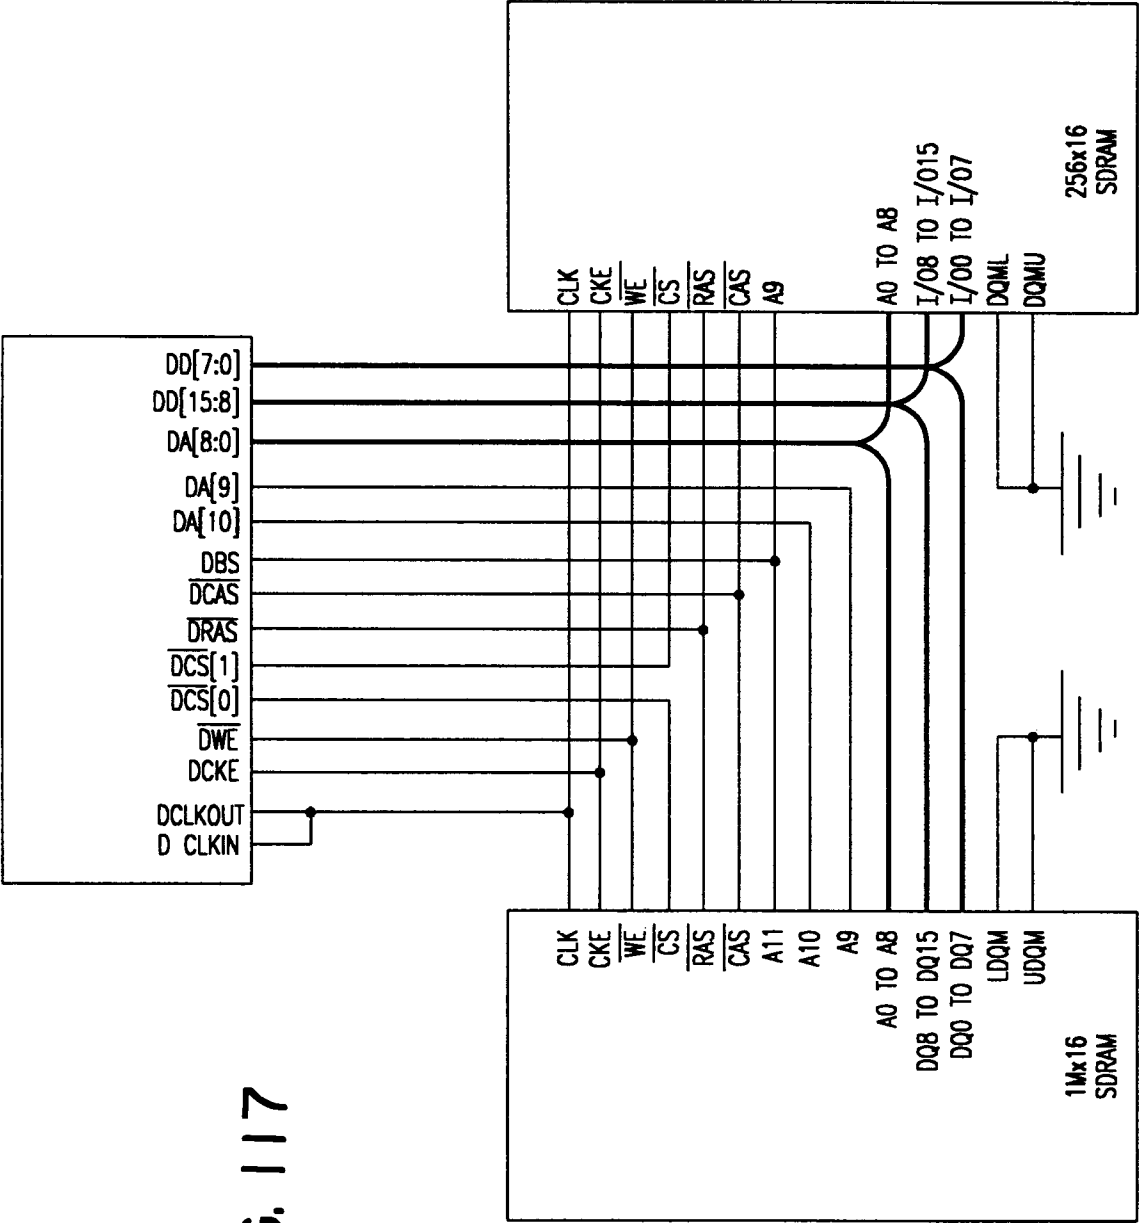 256x16
SDRAM
CLK
CKE
WE
CS
RAS
CAS
A9
A0 TO A8
I/O8 TO I/O15
I/O0 TO I/O7
DQML
DQMU
DD[7:0]
DD[15:8]
DA[8:0]
DA[9]
DA[10]
DBS
DCAS
DRAS
DCS[1]
DCS[0]
DWE
DCKE
DCLKOUT
D CLKIN
CLK
CKE
WE
CS
RAS
CAS
A11
A10
A9
A0 TO A8
DQ8 TO DQ15
DQ0 TO DQ7
LDQM
UDQM
1Mx16
SDRAM
117